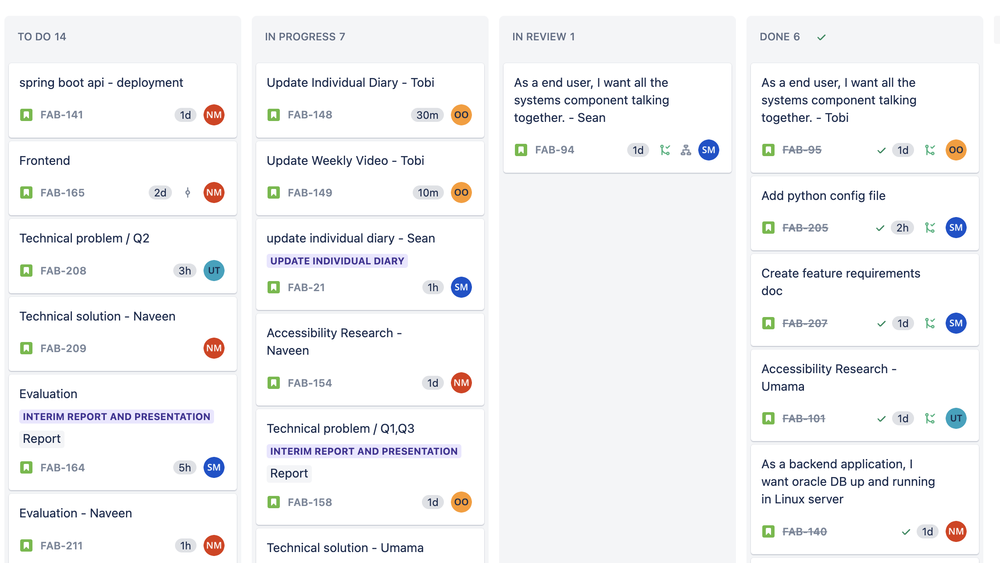 TO DO 14
spring boot api - deployment
FAB-141 1d NM
Frontend
FAB-165 2d NM
Technical problem / Q2
FAB-208 3h UT
Technical solution - Naveen
FAB-209 NM
Evaluation
INTERIM REPORT AND PRESENTATION
Report
FAB-164 5h SM
Evaluation - Naveen
FAB-211 1h NM
IN PROGRESS 7
Update Individual Diary - Tobi
FAB-148 30m OO
Update Weekly Video - Tobi
FAB-149 10m OO
update individual diary - Sean
UPDATE INDIVIDUAL DIARY
FAB-21 1h SM
Accessibility Research -
Naveen
FAB-154 1d NM
Technical problem / Q1,Q3
INTERIM REPORT AND PRESENTATION
Report
FAB-158 1d OO
Technical solution - Umama
IN REVIEW 1
As a end user, I want all the
systems component talking
together. - Sean
FAB-94 1d SM
DONE 6
As a end user, I want all the
systems component talking
together. - Tobi
FAB-95 1d OO
Add python config file
FAB-205 2h SM
Create feature requirements
doc
FAB-207 1d SM
Accessibility Research -
Umama
FAB-101 1d UT
As a backend application, I
want oracle DB up and running
in Linux server
FAB-140 1d NM